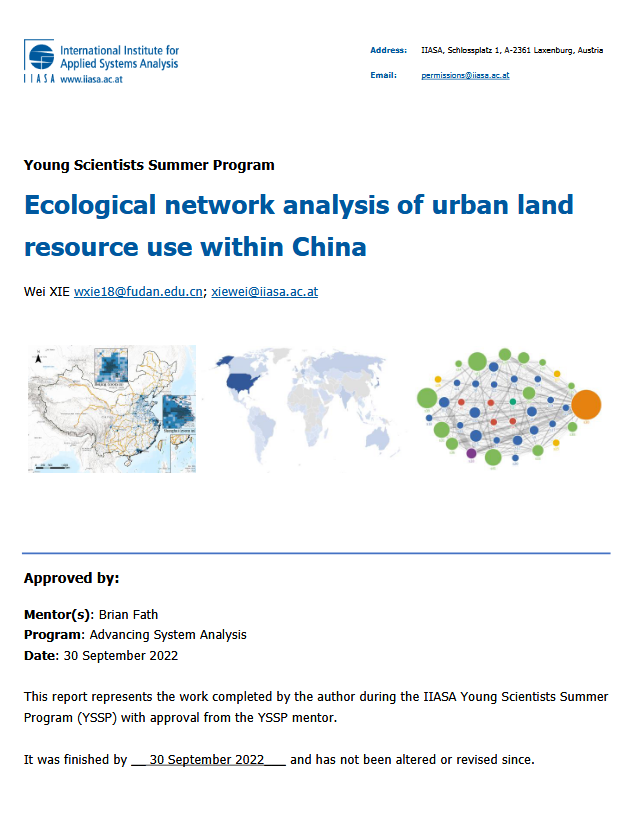 International Institute for
Applied Systems Analysis
IIASA www.iiasa.ac.at
Address: IIASA, Schlossplatz 1, A-2361 Laxenburg, Austria
Email: permissions@iiasa.ac.at
Young Scientists Summer Program
Ecological network analysis of urban land
resource use within China
Wei XIE wxie18@fudan.edu.cn; xiewei@iiasa.ac.at
Approved by:
Mentor(s): Brian Fath
Program: Advancing System Analysis
Date: 30 September 2022
This report represents the work completed by the author during the IIASA Young Scientists Summer
Program (YSSP) with approval from the YSSP mentor.
It was finished by __ 30 September 2022___ and has not been altered or revised since.